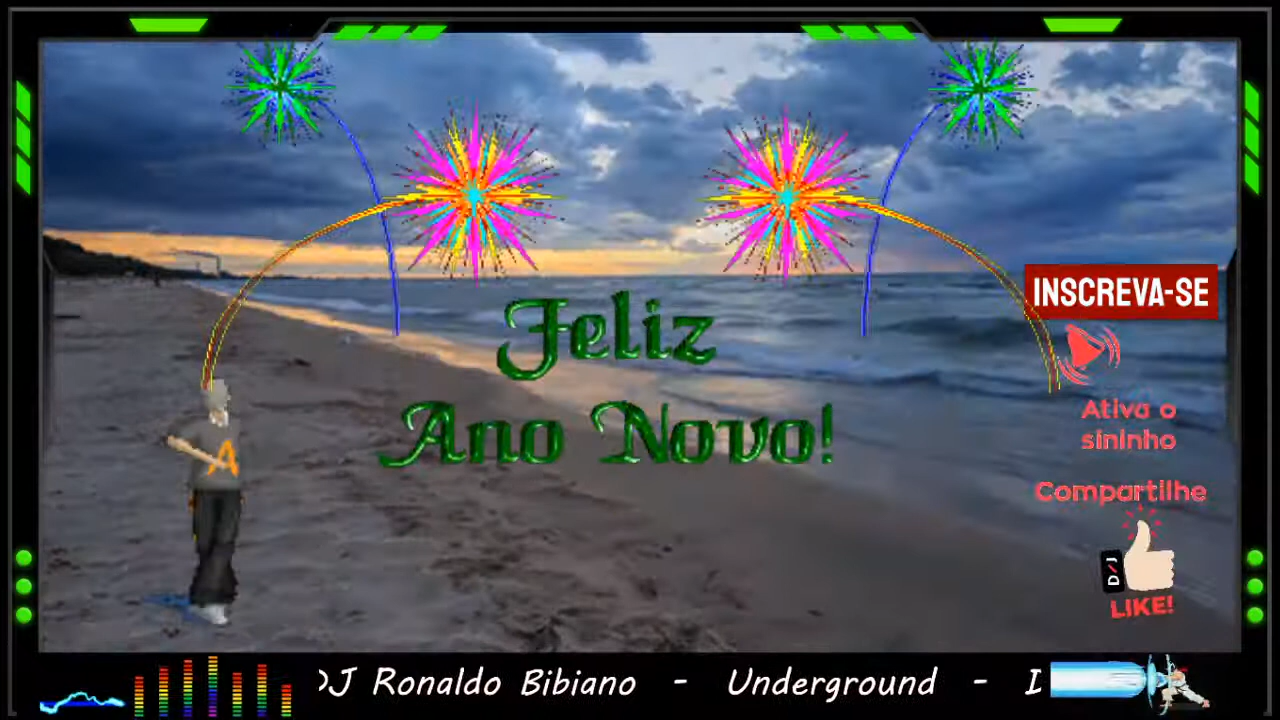 Feliz
Ano Novo!
INSCREVA-SE
Ativa o
sininho
Compartilhe
DJ
LIKE!
A
DJ Ronaldo Bibiano - Underground -